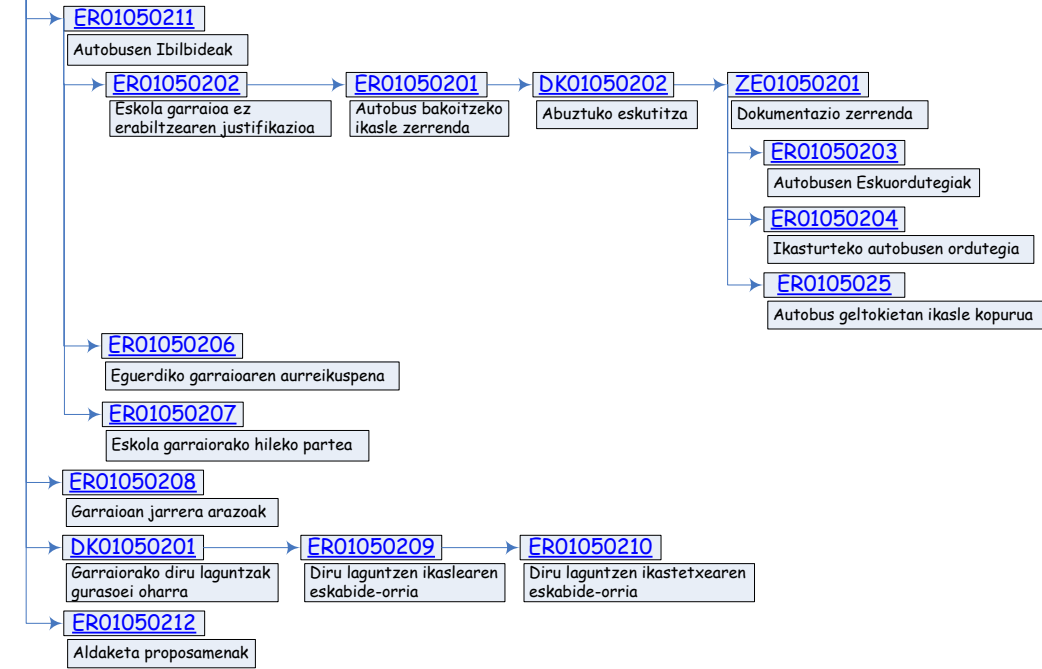 ER01050211
Autobusen Ibilbideak
ER01050202
Eskola garraioa ez
erabiltzearen justifikazioa
ER01050201
Autobus bakoitzeko
ikasle zerrenda
DK01050202
Abuztuko eskutitza
ZE01050201
Dokumentazio zerrenda
ER01050203
Autobusen Eskuordutegiak
ER01050204
Ikasturteko autobusen ordutegia
ER0105025
Autobus geltokietan ikasle kopurua
ER01050206
Eguerdiko garraioaren aurreikuspena
ER01050207
Eskola garraiorako hileko partea
ER01050208
Garraioan jarrera arazoak
DK01050201
Garraiorako diru laguntzak
gurasoei oharra
ER01050209
Diru laguntzen ikaslearen
eskabide-orria
ER01050210
Diru laguntzen ikastetxearen
eskabide-orria
ER01050212
Aldaketa proposamenak